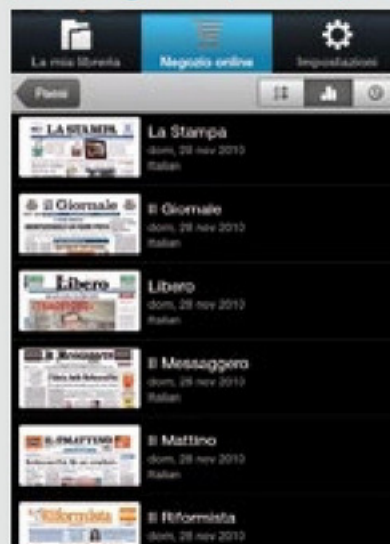 La mia libreria
Negozio online
Impostazioni
Paesi
LA STAMPA
La Stampa
dom, 28 nov 2010
Italian
il Giornale
Il Giornale
dom, 28 nov 2010
Italian
Libero
Libero
dom, 28 nov 2010
Italian
Il Messaggero
Il Messaggero
dom, 28 nov 2010
Italian
IL MATTINO
Il Mattino
dom, 28 nov 2010
Italian
Riformista
Il Riformista
dom, 28 nov 2010